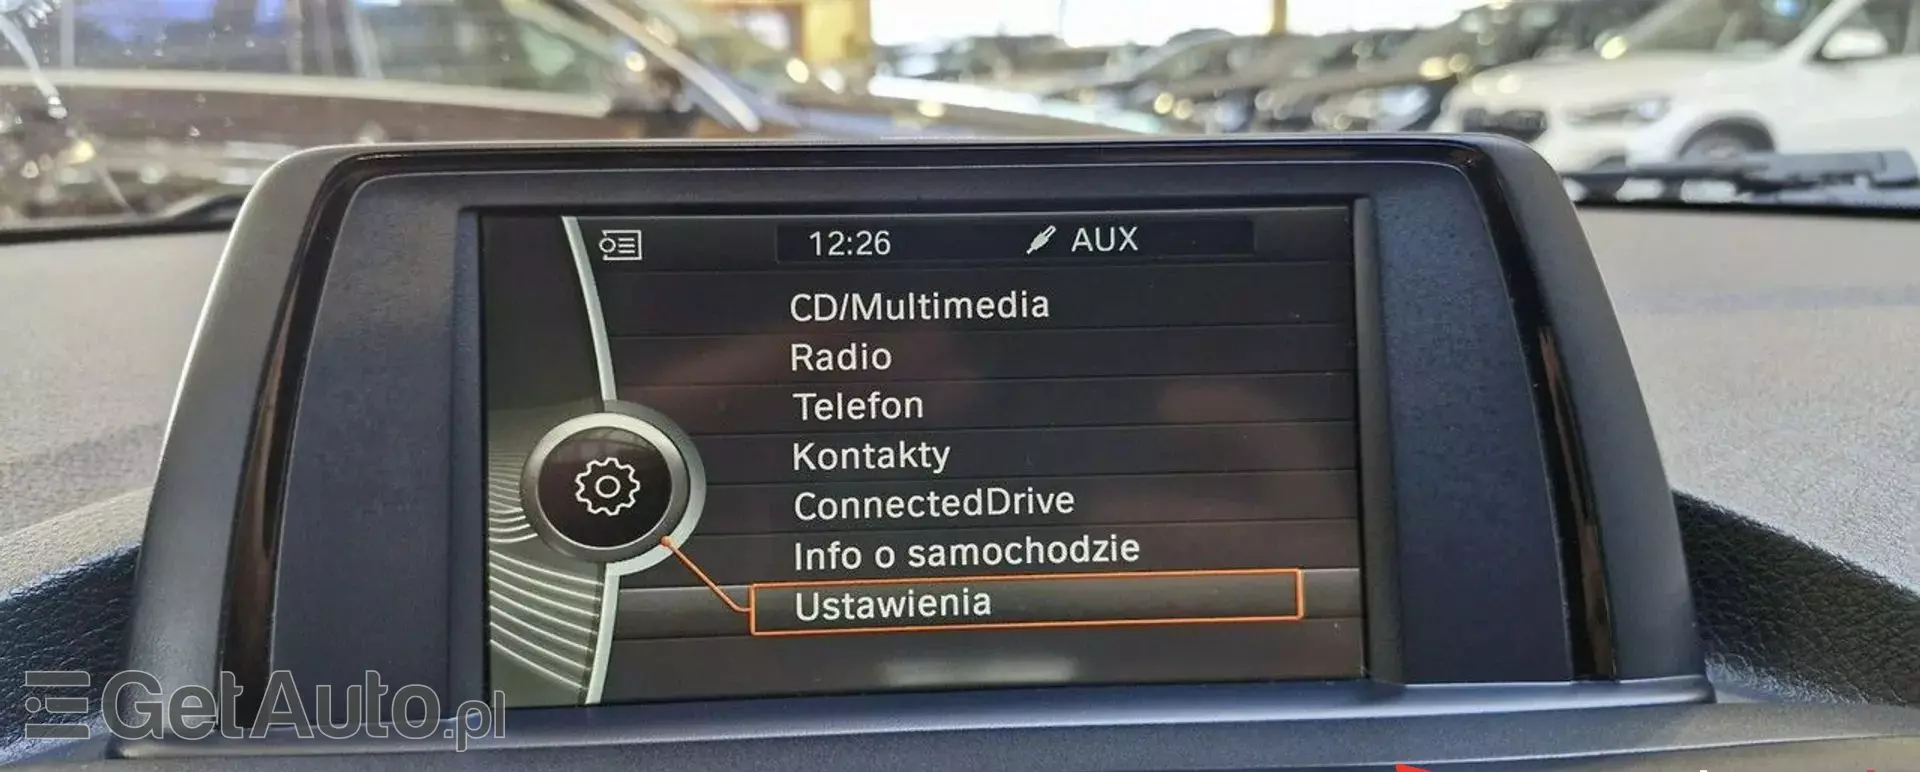 12:26 AUX
CD/Multimedia
Radio
Telefon
Kontakty
ConnectedDrive
Info o samochodzie
Ustawienia
GetAuto.pl